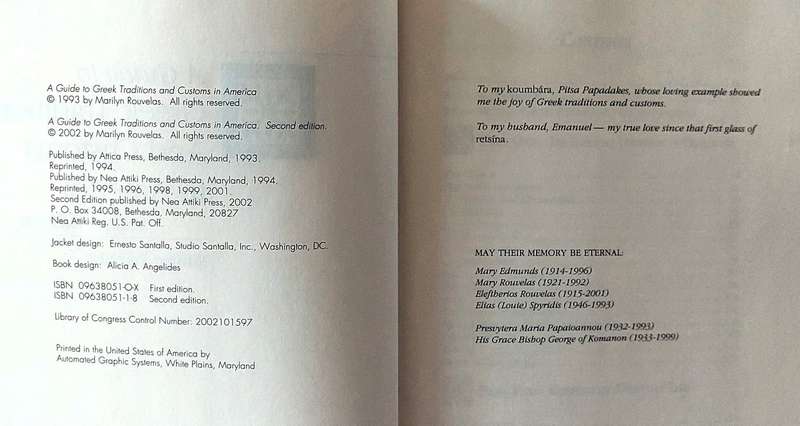 A Guide to Greek Traditions and Customs in America
© 1993 by Marilyn Rouvelas. All rights reserved.
A Guide to Greek Traditions and Customs in America. Second edition.
© 2002 by Marilyn Rouvelas. All rights reserved.
Published by Attica Press, Bethesda, Maryland, 1993.
Reprinted, 1994.
Published by Nea Attiki Press, Bethesda, Maryland, 1994.
Reprinted, 1995, 1996, 1998, 1999, 2001.
Second Edition published by Nea Attiki Press, 2002
P. O. Box 34008, Bethesda, Maryland, 20827
Nea Attiki Reg. U.S. Pat. Off.
Jacket design: Ernesto Santalla, Studio Santalla, Inc., Washington, DC.
Book design: Alicia A. Angelides
ISBN 09638051-O-X First edition.
ISBN 09638051-1-8 Second edition.
Library of Congress Control Number: 2002101597
Printed in the United States of America by
Automated Graphic Systems, White Plains, Maryland
To my koumbára, Pitsa Papadakes, whose loving example showed
me the joy of Greek traditions and customs.
To my husband, Emanuel — my true love since that first glass of
retsína.
MAY THEIR MEMORY BE ETERNAL:
Mary Edmunds (1914-1996)
Mary Rouvelas (1921-1992)
Eleftherios Rouvelas (1915-2001)
Elias (Louie) Spyridis (1946-1993)
Presvytera Maria Papaioannou (1932-1993)
His Grace Bishop George of Komanon (1933-1999)